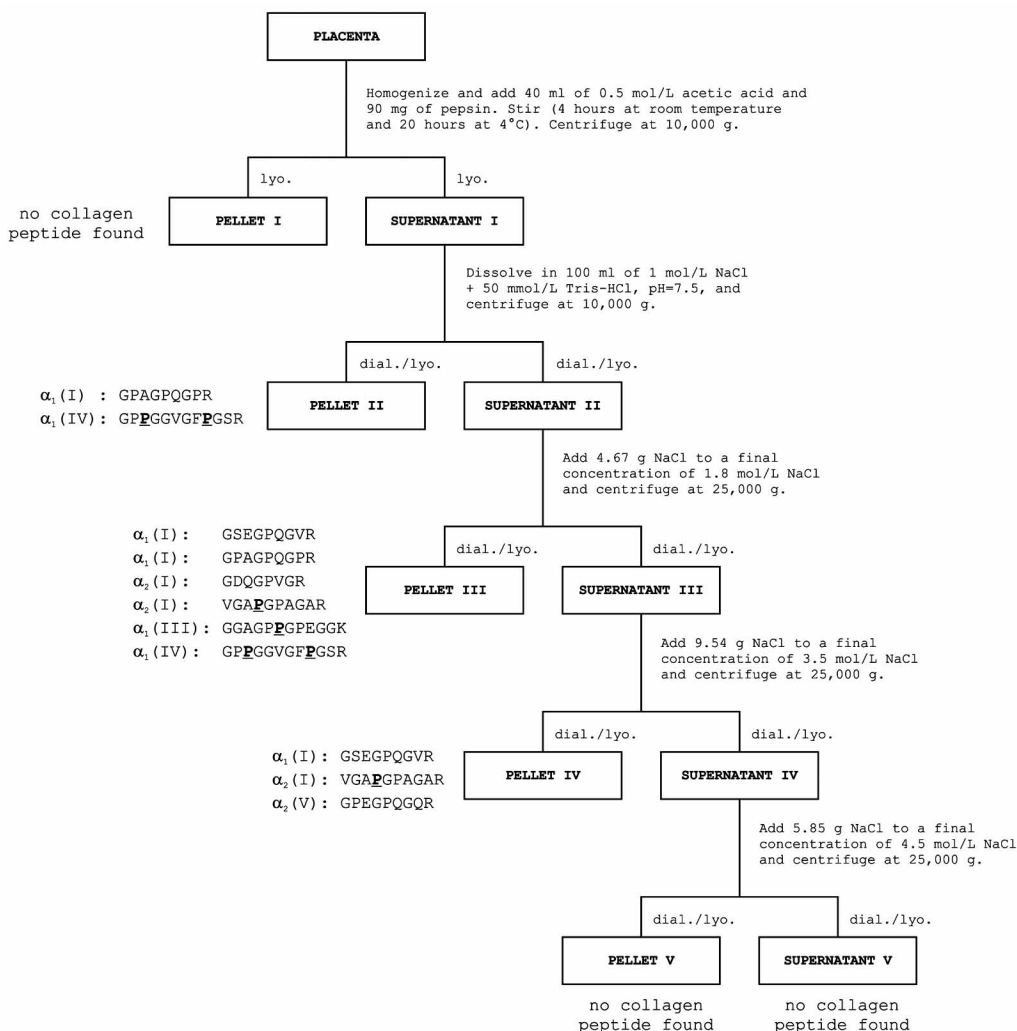 PLACENTA
Homogenize and add 40 ml of 0.5 mol/L acetic acid and
90 mg of pepsin. Stir (4 hours at room temperature
and 20 hours at 4°C). Centrifuge at 10,000 g.
lyo.
lyo.
no collagen
peptide found
PELLET I
SUPERNATANT I
Dissolve in 100 ml of 1 mol/L NaCl
+ 50 mmol/L Tris-HCl, pH=7.5, and
centrifuge at 10,000 g.
dial./lyo.
dial./lyo.
α₁(I) : GPAGPQGPR
α₁(IV): GPPGGVGFPGSR
PELLET II
SUPERNATANT II
Add 4.67 g NaCl to a final
concentration of 1.8 mol/L NaCl
and centrifuge at 25,000 g.
dial./lyo.
dial./lyo.
α₁(I): GSEGPQGVR
α₁(I): GPAGPQGPR
α₂(I): GDQGPVGR
α₂(I): VGAPGPAGAR
α₁(III): GGAGPPGPEGGK
α₁(IV): GPPGGVGFPGSR
PELLET III
SUPERNATANT III
Add 9.54 g NaCl to a final
concentration of 3.5 mol/L NaCl
and centrifuge at 25,000 g.
dial./lyo.
dial./lyo.
α₁(I): GSEGPQGVR
α₂(I): VGAPGPAGAR
α₂(V): GPEGPQGQR
PELLET IV
SUPERNATANT IV
Add 5.85 g NaCl to a final
concentration of 4.5 mol/L NaCl
and centrifuge at 25,000 g.
dial./lyo.
dial./lyo.
PELLET V
SUPERNATANT V
no collagen
peptide found
no collagen
peptide found